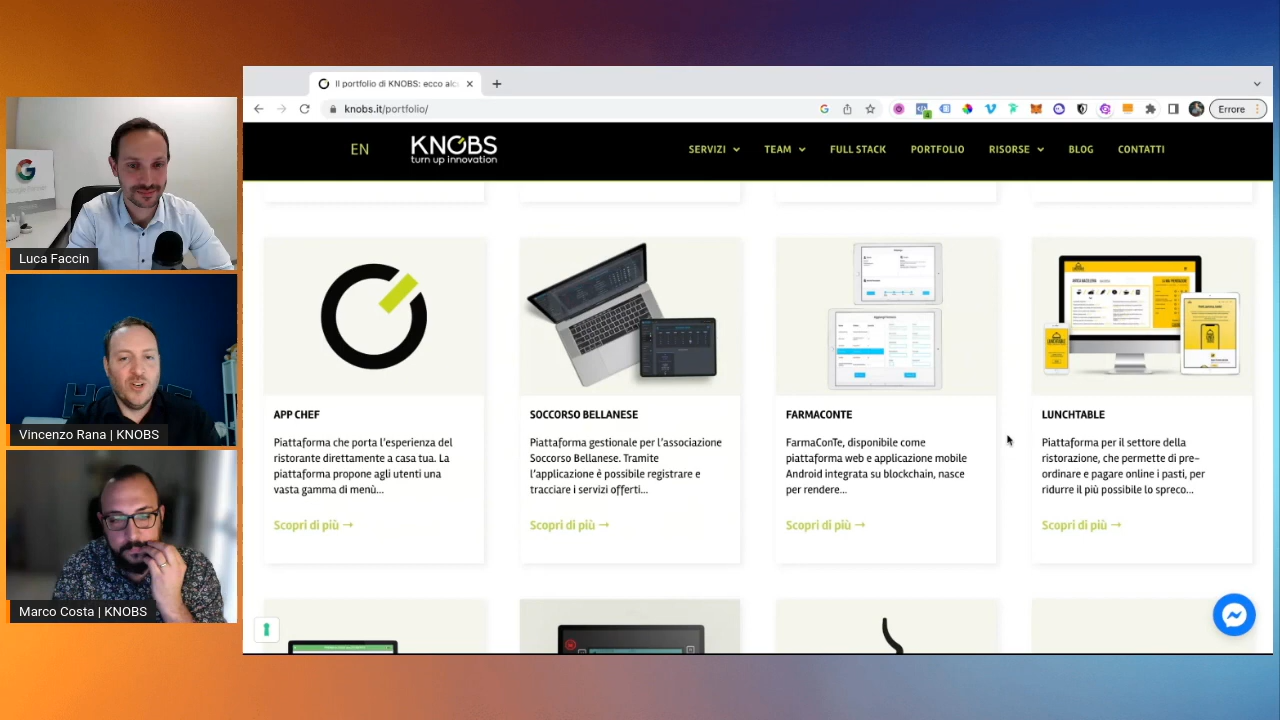 Luca Faccin
Vincenzo Rana | KNOBS
Marco Costa | KNOBS
Il portfolio di KNOBS: ecco alc
knobs.it/portfolio/
Errore
EN
KNOBS
turn up innovation
SERVIZI
TEAM
FULL STACK
PORTFOLIO
RISORSE
BLOG
CONTATTI
APP CHEF
Piattaforma che porta l'esperienza del
ristorante direttamente a casa tua. La
piattaforma propone agli utenti una
vasta gamma di menù...
Scopri di più →
SOCCORSO BELLANESE
Piattaforma gestionale per l'associazione
Soccorso Bellanese. Tramite
l'applicazione è possibile registrare e
tracciare i servizi offerti...
Scopri di più →
FARMACONTE
FarmaConTe, disponibile come
piattaforma web e applicazione mobile
Android integrata su blockchain, nasce
per rendere...
Scopri di più →
LUNCHTABLE
Piattaforma per il settore della
ristorazione, che permette di pre-
ordinare e pagare online i pasti, per
ridurre il più possibile lo spreco...
Scopri di più →